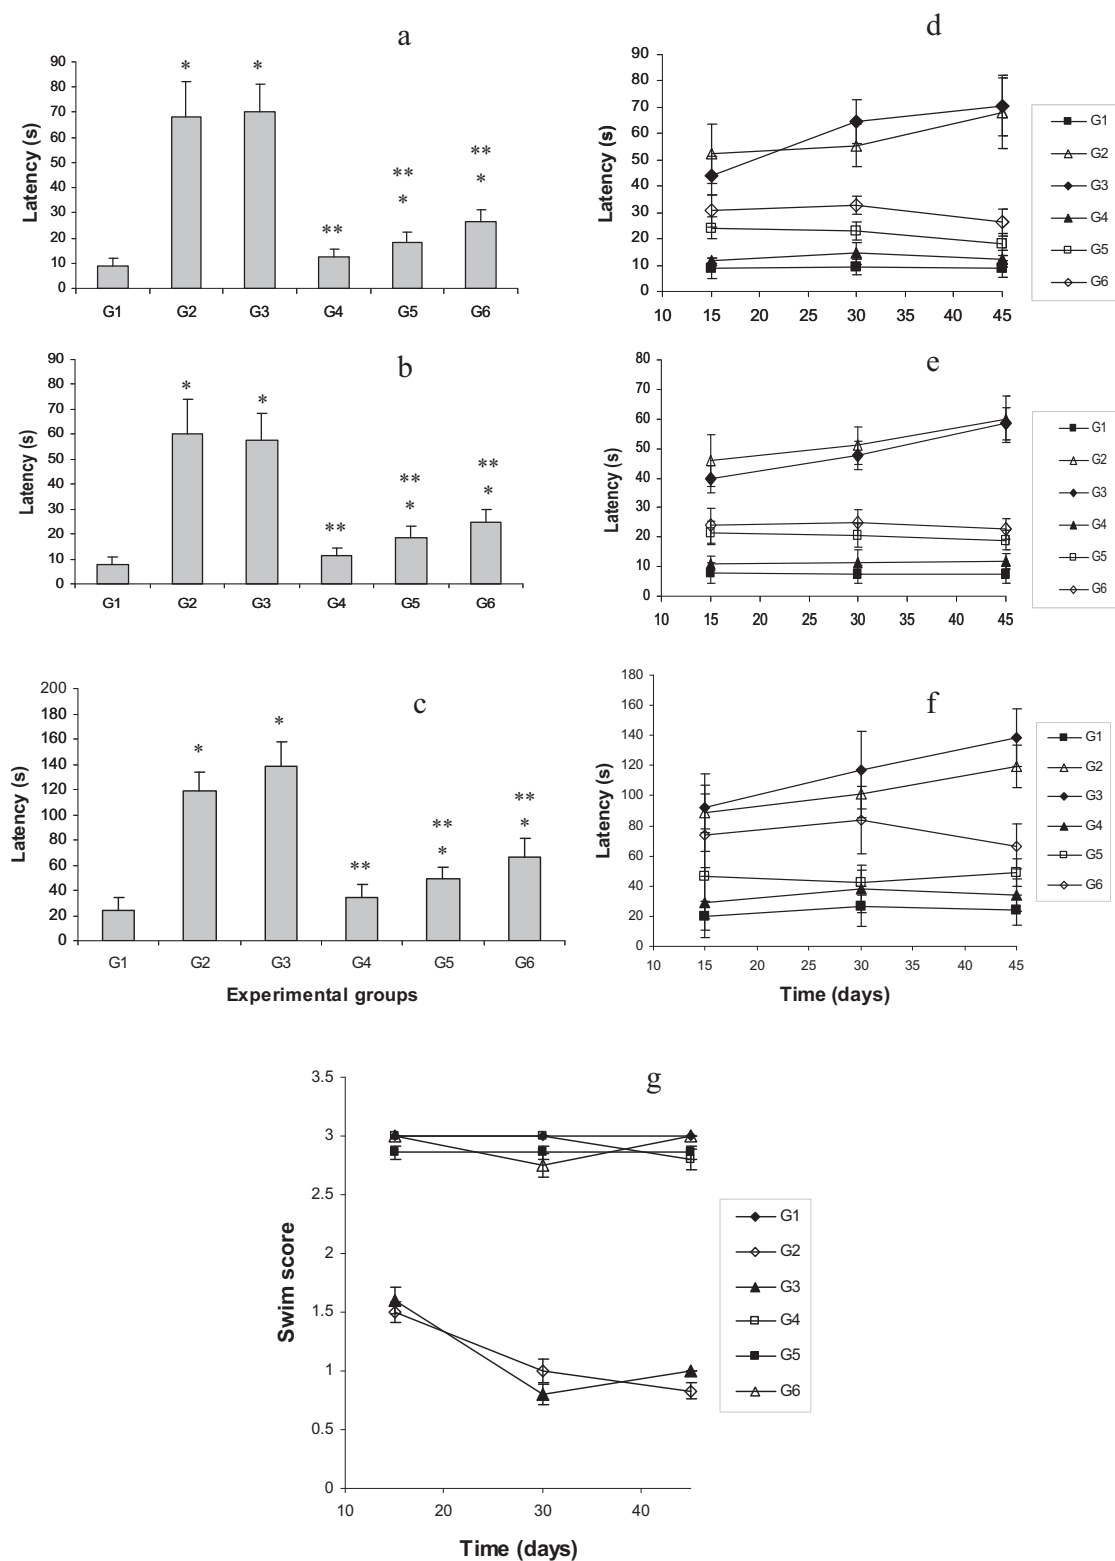 a
Latency (s)
90
80
70
60
50
40
30
20
10
0
*
*
**
**
*
**
*
G1 G2 G3 G4 G5 G6
d
Latency (s)
90
80
70
60
50
40
30
20
10
0
10 15 20 25 30 35 40 45
G1
G2
G3
G4
G5
G6
b
Latency (s)
90
80
70
60
50
40
30
20
10
0
*
*
**
**
*
**
*
G1 G2 G3 G4 G5 G6
e
Latency (s)
80
70
60
50
40
30
20
10
0
10 15 20 25 30 35 40 45
G1
G2
G3
G4
G5
G6
c
Latency (s)
200
180
160
140
120
100
80
60
40
20
0
*
*
**
**
*
**
*
G1 G2 G3 G4 G5 G6
Experimental groups
f
Latency (s)
180
160
140
120
100
80
60
40
20
0
10 15 20 25 30 35 40 45
Time (days)
G1
G2
G3
G4
G5
G6
g
Swim score
3.5
3
2.5
2
1.5
1
0.5
0
10 20 30 40
Time (days)
G1
G2
G3
G4
G5
G6